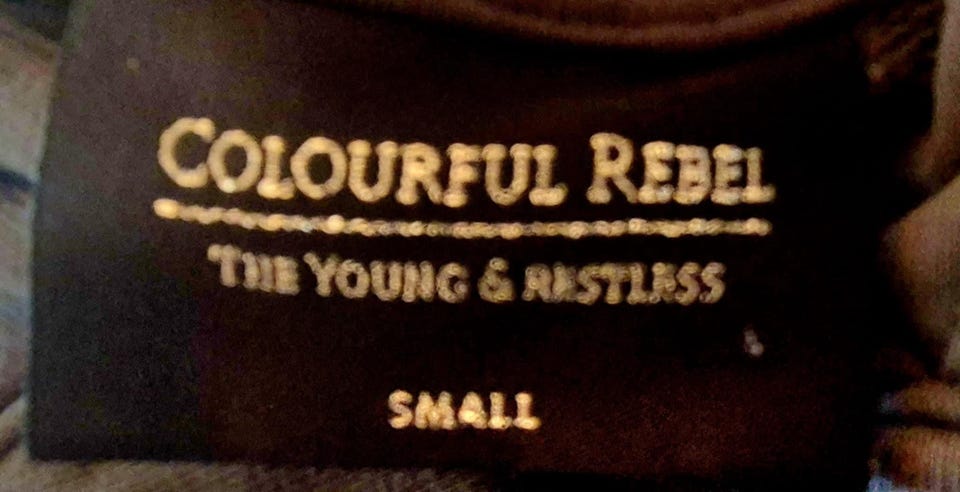 COLOURFUL REBEL
THE YOUNG & RESTLESS
SMALL